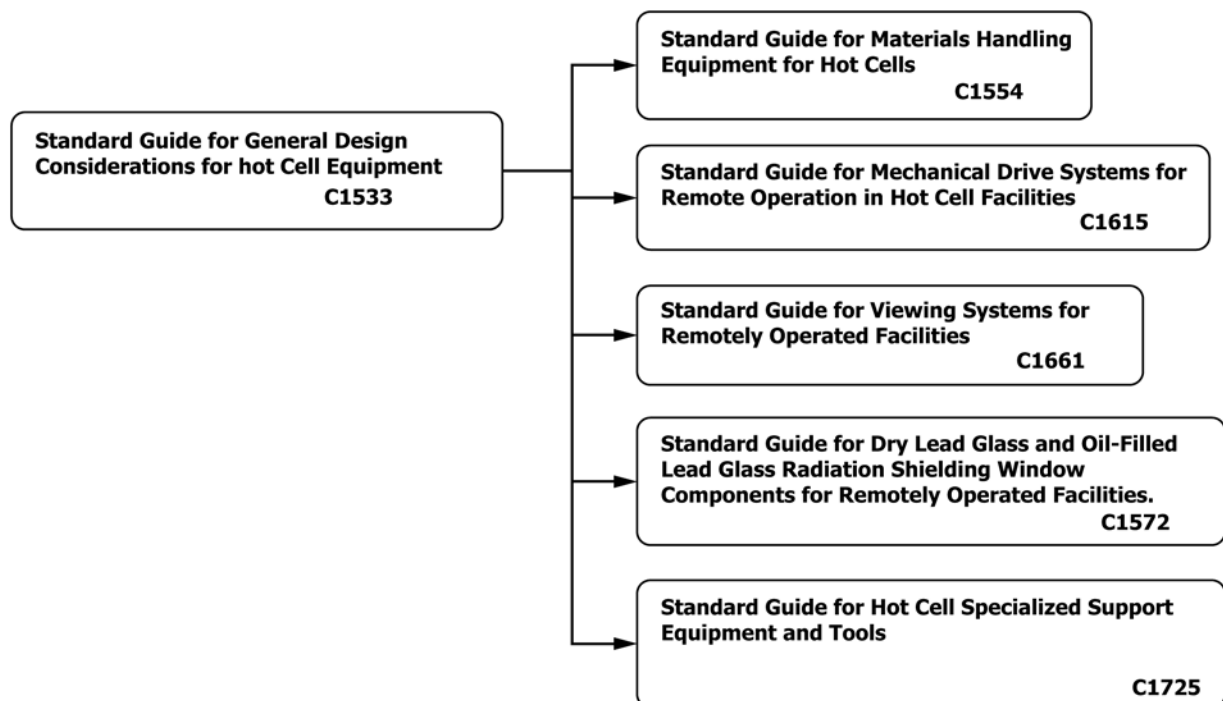 Standard Guide for General Design
Considerations for hot Cell Equipment
C1533
Standard Guide for Materials Handling
Equipment for Hot Cells
C1554
Standard Guide for Mechanical Drive Systems for
Remote Operation in Hot Cell Facilities
C1615
Standard Guide for Viewing Systems for
Remotely Operated Facilities
C1661
Standard Guide for Dry Lead Glass and Oil-Filled
Lead Glass Radiation Shielding Window
Components for Remotely Operated Facilities.
C1572
Standard Guide for Hot Cell Specialized Support
Equipment and Tools
C1725